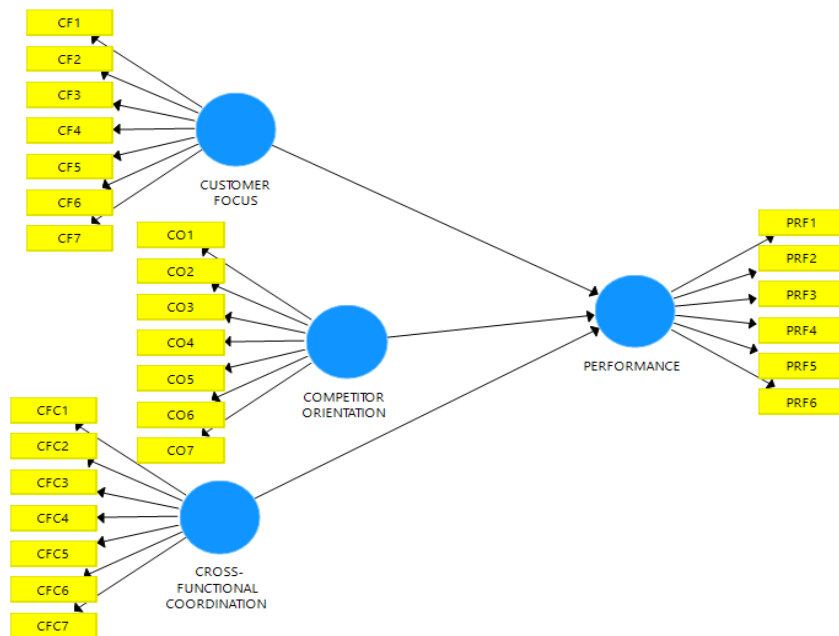 CF1
CF2
CF3
CF4
CF5
CF6
CF7
CUSTOMER
FOCUS
CO1
CO2
CO3
CO4
CO5
CO6
CO7
COMPETITOR
ORIENTATION
CFC1
CFC2
CFC3
CFC4
CFC5
CFC6
CFC7
CROSS-
FUNCTIONAL
COORDINATION
PERFORMANCE
PRF1
PRF2
PRF3
PRF4
PRF5
PRF6